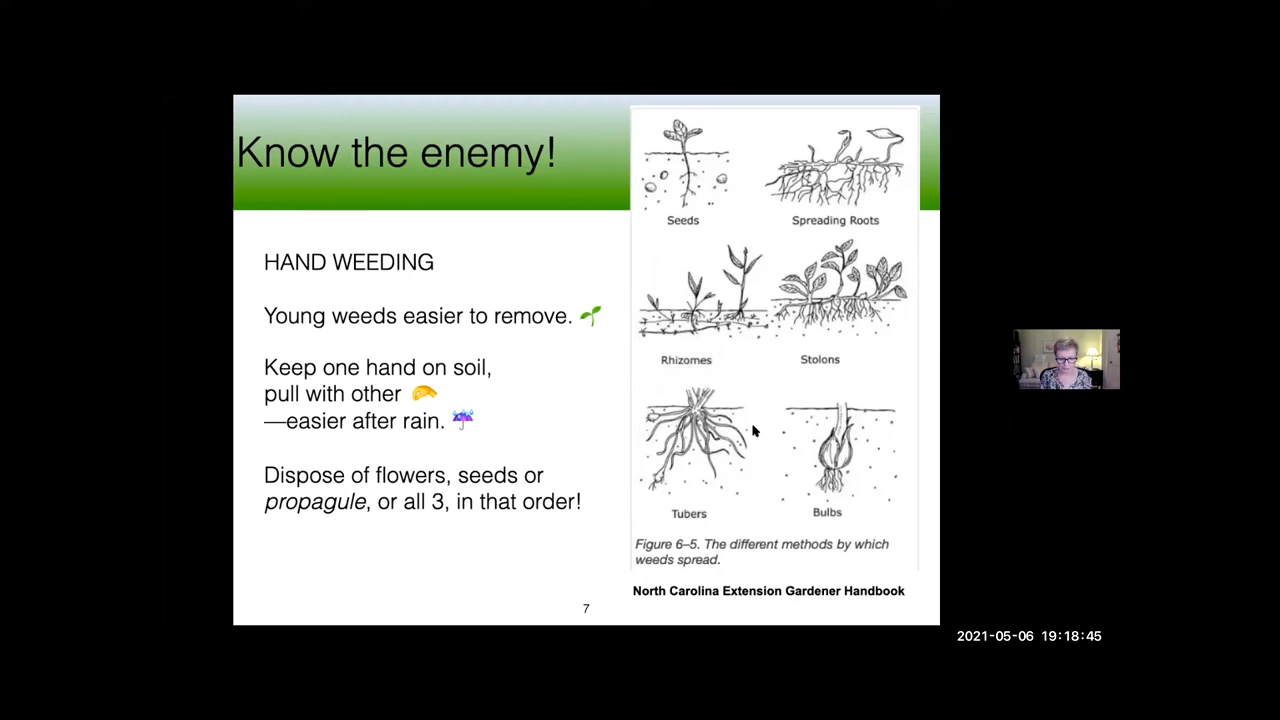 Know the enemy!
HAND WEEDING
Young weeds easier to remove. 🌱
Keep one hand on soil,
pull with other
—easier after rain. ☔
Dispose of flowers, seeds or
propagule, or all 3, in that order!
Seeds
Spreading Roots
Rhizomes
Stolons
Tubers
Bulbs
Figure 6–5. The different methods by which
weeds spread.
North Carolina Extension Gardener Handbook
7
2021-05-06 19:18:45